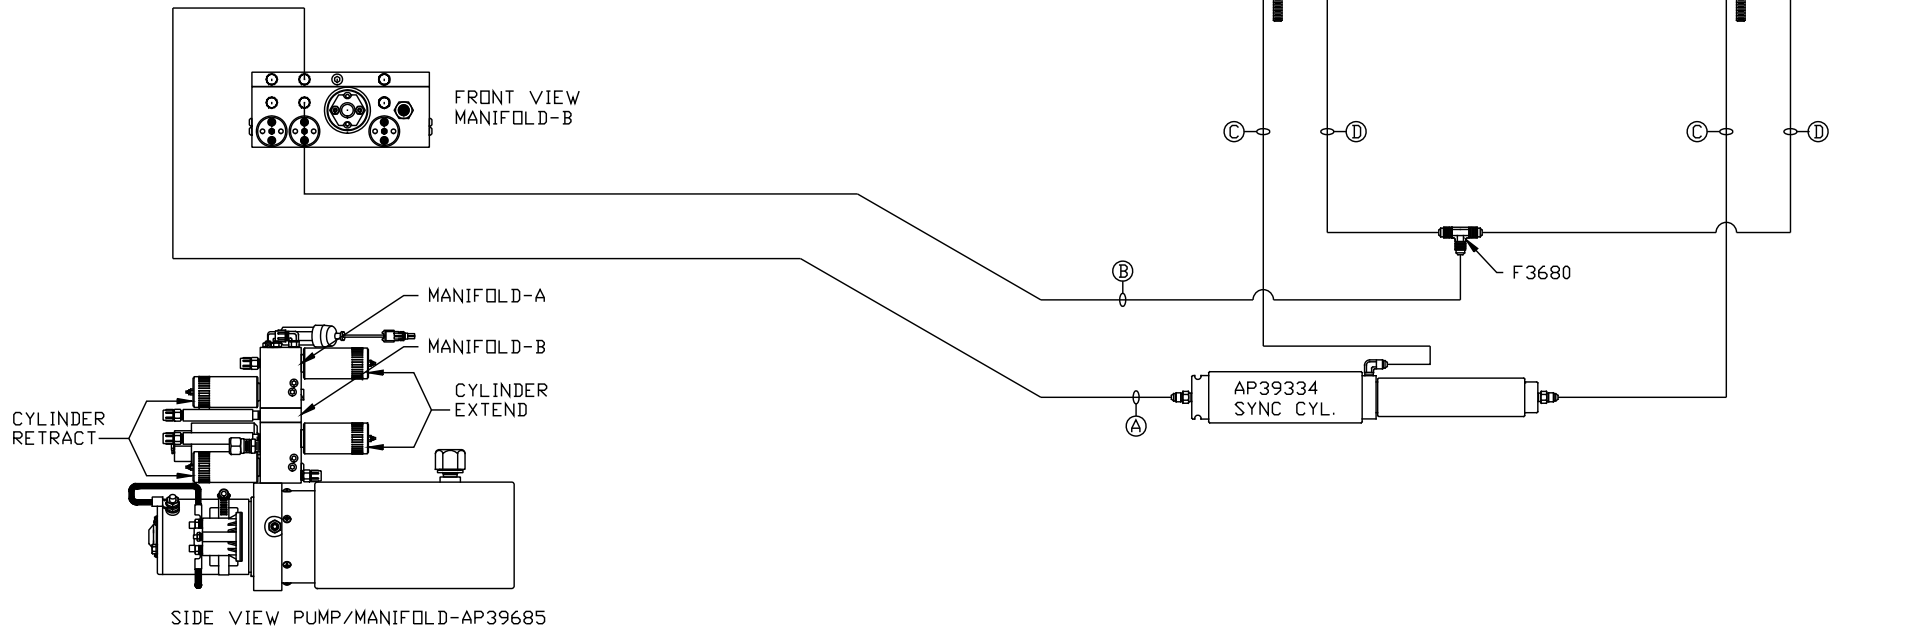 FRONT VIEW
MANIFOLD-B
C
D
C
D
B
F3680
MANIFOLD-A
MANIFOLD-B
CYLINDER
EXTEND
CYLINDER
RETRACT
AP39334
SYNC CYL.
A
SIDE VIEW PUMP/MANIFOLD-AP39685